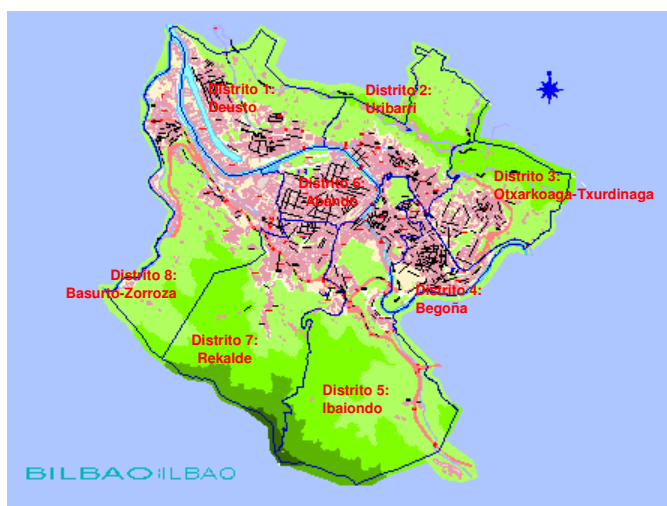 Distrito 1:
Deusto
Distrito 2:
Uribarri
Distrito 3:
Otxarkoaga-Txurdinaga
Distrito 6:
Abando
Distrito 8:
Basurto-Zorroza
Distrito 4:
Begoña
Distrito 7:
Rekalde
Distrito 5:
Ibaiondo
BILBAO